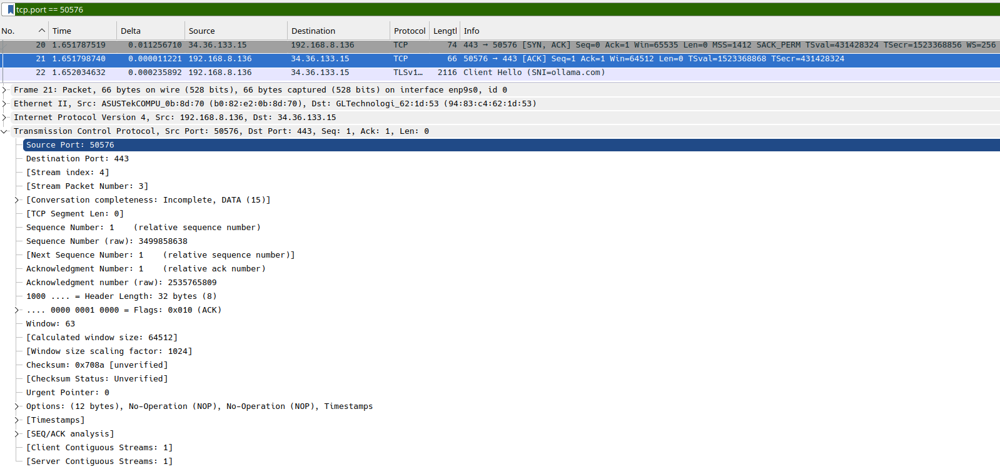 tcp.port == 50576
No. Time Delta Source Destination Protocol Lengtl Info
20 1.651787519 0.011256710 34.36.133.15 192.168.8.136 TCP 74 443 → 50576 [SYN, ACK] Seq=0 Ack=1 Win=65535 Len=0 MSS=1412 SACK_PERM TSval=431428324 TSecr=1523368856 WS=256
21 1.651798740 0.000011221 192.168.8.136 34.36.133.15 TCP 66 50576 → 443 [ACK] Seq=1 Ack=1 Win=64512 Len=0 TSval=1523368868 TSecr=431428324
22 1.652034632 0.000235892 192.168.8.136 34.36.133.15 TLSv1… 2116 Client Hello (SNI=ollama.com)
Frame 21: Packet, 66 bytes on wire (528 bits), 66 bytes captured (528 bits) on interface enp9s0, id 0
Ethernet II, Src: ASUSTekCOMPU_0b:8d:70 (b0:82:e2:0b:8d:70), Dst: GLTechnologi_62:1d:53 (94:83:c4:62:1d:53)
Internet Protocol Version 4, Src: 192.168.8.136, Dst: 34.36.133.15
Transmission Control Protocol, Src Port: 50576, Dst Port: 443, Seq: 1, Ack: 1, Len: 0
Source Port: 50576
Destination Port: 443
[Stream index: 4]
[Stream Packet Number: 3]
[Conversation completeness: Incomplete, DATA (15)]
[TCP Segment Len: 0]
Sequence Number: 1 (relative sequence number)
Sequence Number (raw): 3499858638
[Next Sequence Number: 1 (relative sequence number)]
Acknowledgment Number: 1 (relative ack number)
Acknowledgment number (raw): 2535765809
1000 .... = Header Length: 32 bytes (8)
.... 0000 0001 0000 = Flags: 0x010 (ACK)
Window: 63
[Calculated window size: 64512]
[Window size scaling factor: 1024]
Checksum: 0x708a [unverified]
[Checksum Status: Unverified]
Urgent Pointer: 0
Options: (12 bytes), No-Operation (NOP), No-Operation (NOP), Timestamps
[Timestamps]
[SEQ/ACK analysis]
[Client Contiguous Streams: 1]
[Server Contiguous Streams: 1]